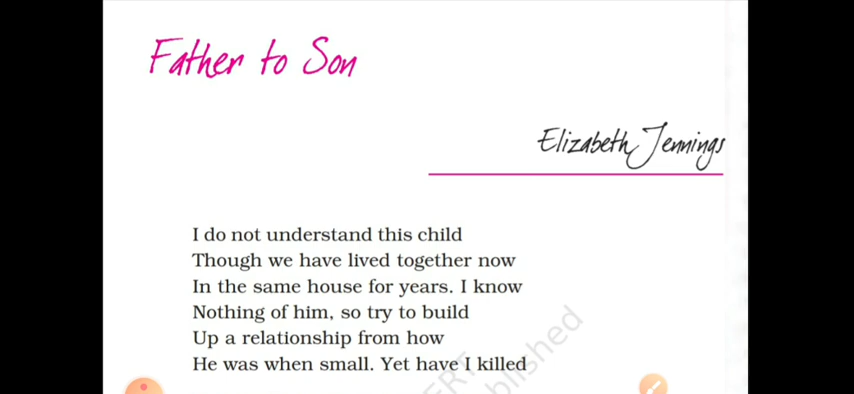 Father to Son
Elizabeth Jennings
I do not understand this child
Though we have lived together now
In the same house for years. I know
Nothing of him, so try to build
Up a relationship from how
He was when small. Yet have I killed